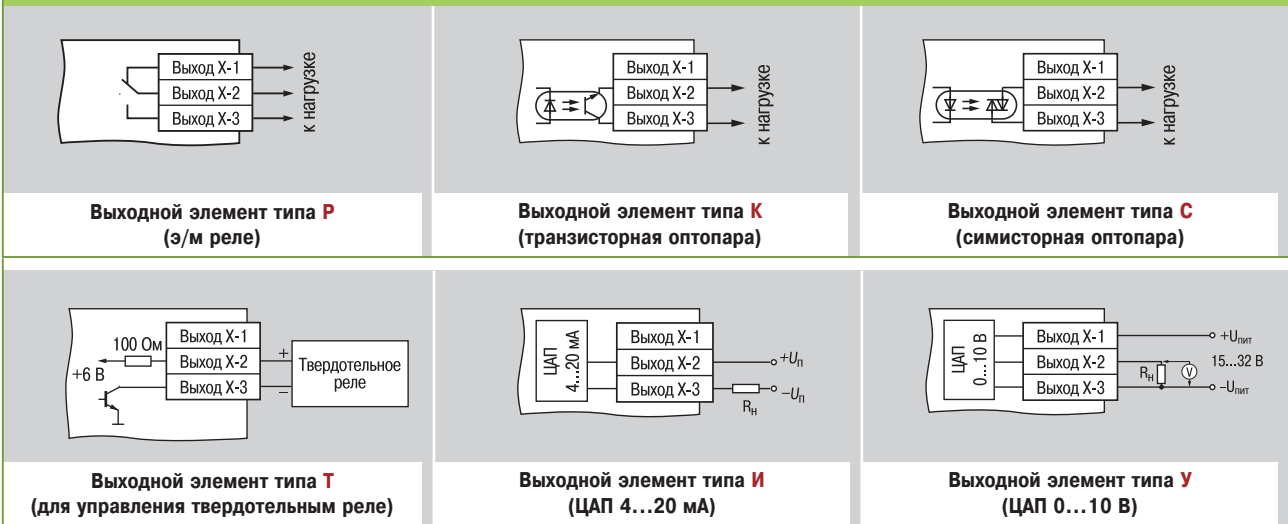 Выход X-1
Выход X-2
Выход X-3
к нагрузке
Выходной элемент типа Р
(э/м реле)
Выход X-1
Выход X-2
Выход X-3
к нагрузке
Выходной элемент типа К
(транзисторная оптопара)
Выход X-1
Выход X-2
Выход X-3
к нагрузке
Выходной элемент типа С
(симисторная оптопара)
100 Ом
+6 В
Выход X-1
Выход X-2
Выход X-3
+
–
Твердотельное
реле
Выходной элемент типа Т
(для управления твердотельным реле)
ЦАП
4...20 мА
Выход X-1
Выход X-2
Выход X-3
+Uп
–Uп
Rн
Выходной элемент типа И
(ЦАП 4...20 мА)
ЦАП
0...10 В
Выход X-1
Выход X-2
Выход X-3
+Uпит
15...32 В
Rн
V
–Uпит
Выходной элемент типа У
(ЦАП 0...10 В)